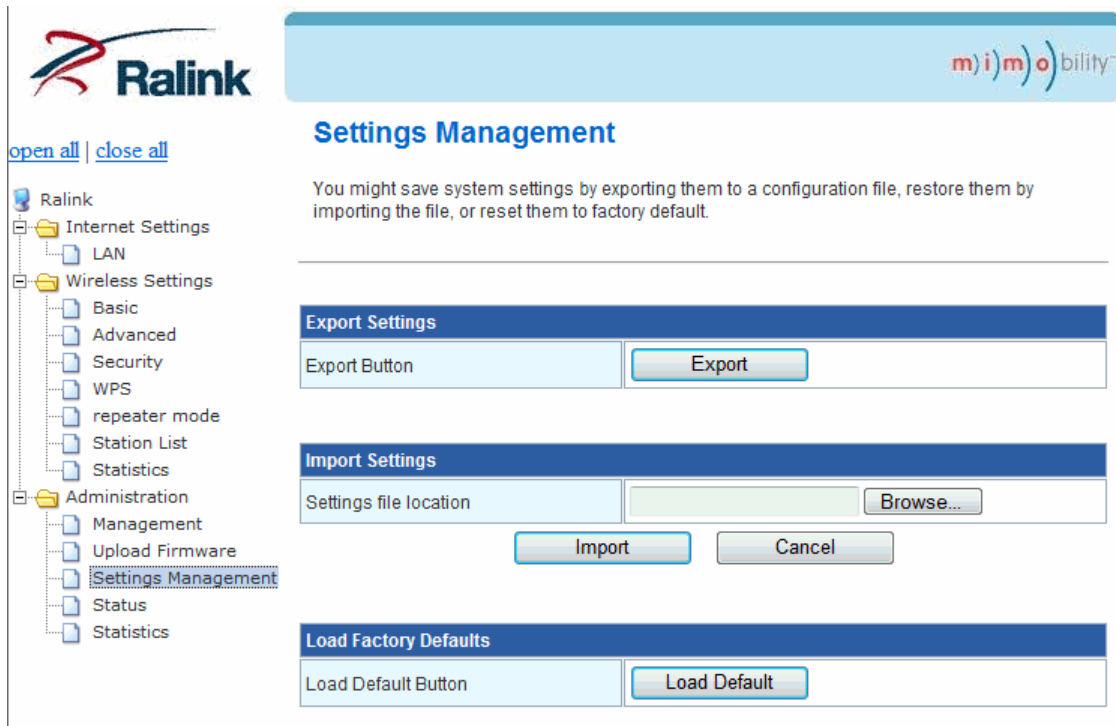 Ralink
m)i)m)o)bility™
open all | close all
Ralink
Internet Settings
LAN
Wireless Settings
Basic
Advanced
Security
WPS
repeater mode
Station List
Statistics
Administration
Management
Upload Firmware
Settings Management
Status
Statistics
Settings Management
You might save system settings by exporting them to a configuration file, restore them by
importing the file, or reset them to factory default.
Export Settings
Export Button Export
Import Settings
Settings file location Browse...
Import Cancel
Load Factory Defaults
Load Default Button Load Default